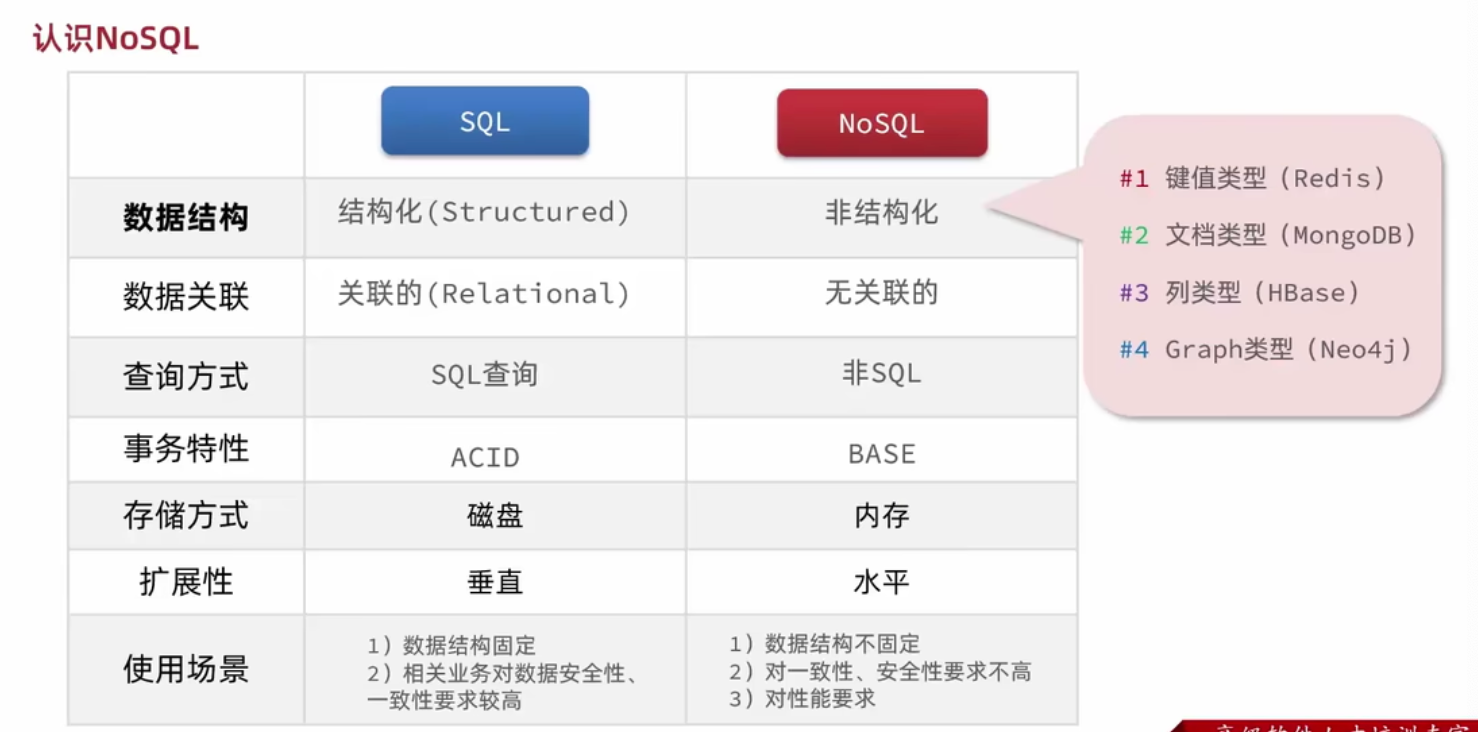 认识NoSQL
SQL
NoSQL
数据结构
结构化(Structured)
非结构化
#1 键值类型（Redis）
#2 文档类型（MongoDB）
#3 列类型（HBase）
#4 Graph类型（Neo4j）
数据关联
关联的(Relational)
无关联的
查询方式
SQL查询
非SQL
事务特性
ACID
BASE
存储方式
磁盘
内存
扩展性
垂直
水平
使用场景
1）数据结构固定
2）相关业务对数据安全性、
一致性要求较高
1）数据结构不固定
2）对一致性、安全性要求不高
3）对性能要求